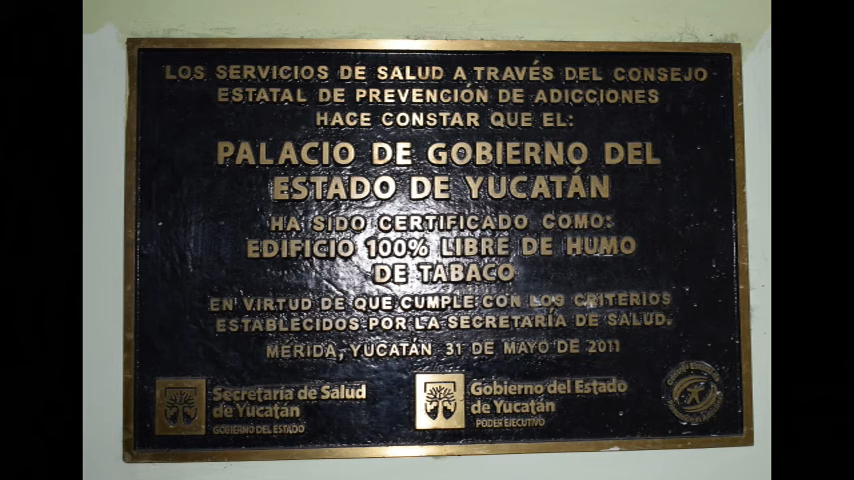 LOS SERVICIOS DE SALUD A TRAVÉS DEL CONSEJO
ESTATAL DE PREVENCIÓN DE ADICCIONES
HACE CONSTAR QUE EL:
PALACIO DE GOBIERNO DEL
ESTADO DE YUCATÁN
HA SIDO CERTIFICADO COMO:
EDIFICIO 100% LIBRE DE HUMO
DE TABACO
EN VIRTUD DE QUE CUMPLE CON LOS CRITERIOS
ESTABLECIDOS POR LA SECRETARÍA DE SALUD.
MÉRIDA, YUCATÁN 31 DE MAYO DE 2011
Secretaría de Salud
de Yucatán
GOBIERNO DEL ESTADO
Gobierno del Estado
de Yucatán
PODER EJECUTIVO